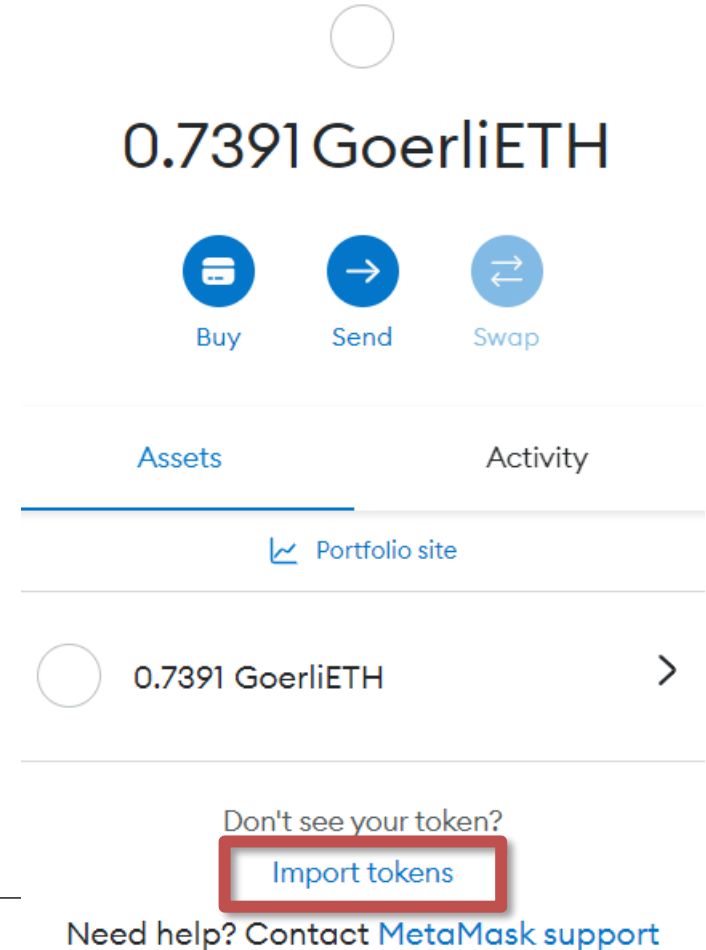 0.7391 GoerliETH
Buy Send Swap
Assets Activity
Portfolio site
0.7391 GoerliETH
Don't see your token?
Import tokens
Need help? Contact MetaMask support